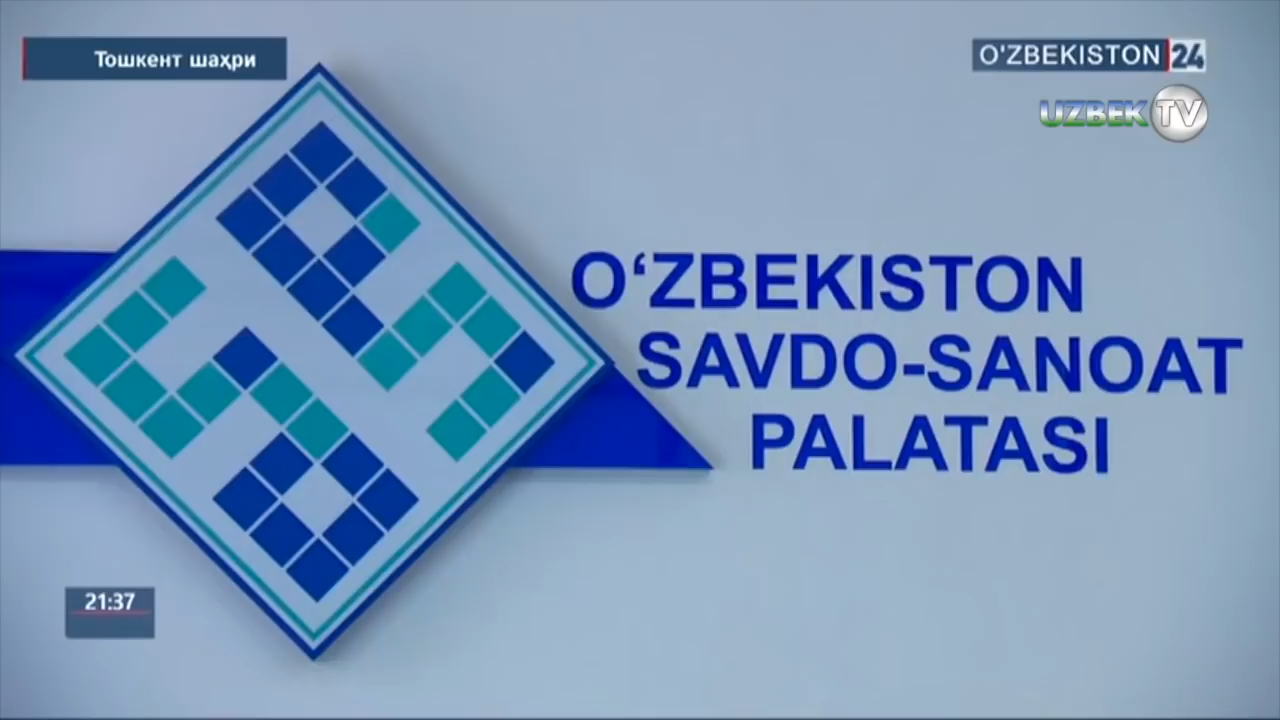 Тошкент шаҳри
O'ZBEKISTON 24
UZBEK TV
O‘ZBEKISTON
SAVDO-SANOAT
PALATASI
21:37